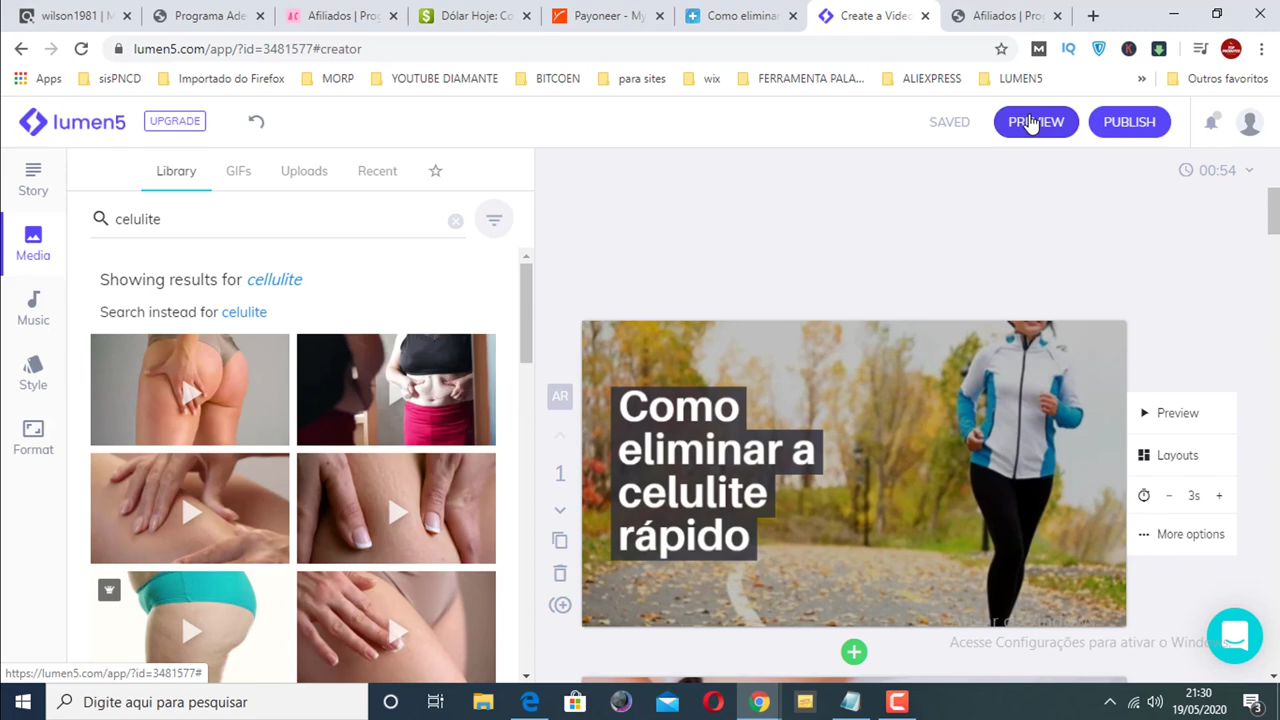 wilson1981 | M
Programa Ade
Afiliados | Prog
Dólar Hoje: Co
Payoneer - My
Como elimina
Create a Video
Afiliados | Prog
lumen5.com/app/?id=3481577#creator
Apps
sisPNCD
Importado do Firefox
MORP
YOUTUBE DIAMANTE
BITCOEN
para sites
wix
FERRAMENTA PALA...
ALIEXPRESS
LUMEN5
»
Outros favoritos
lumen5
UPGRADE
SAVED
PREVIEW
PUBLISH
Story
Media
Music
Style
Format
Library
GIFs
Uploads
Recent
00:54
celulite
Showing results for cellulite
Search instead for celulite
AR
1
Como
eliminar a
celulite
rápido
Preview
Layouts
− 3s +
More options
Acesse Configurações para ativar o Windows.
https://lumen5.com/app/?id=3481577#
Digite aqui para pesquisar
21:30
19/05/2020
3